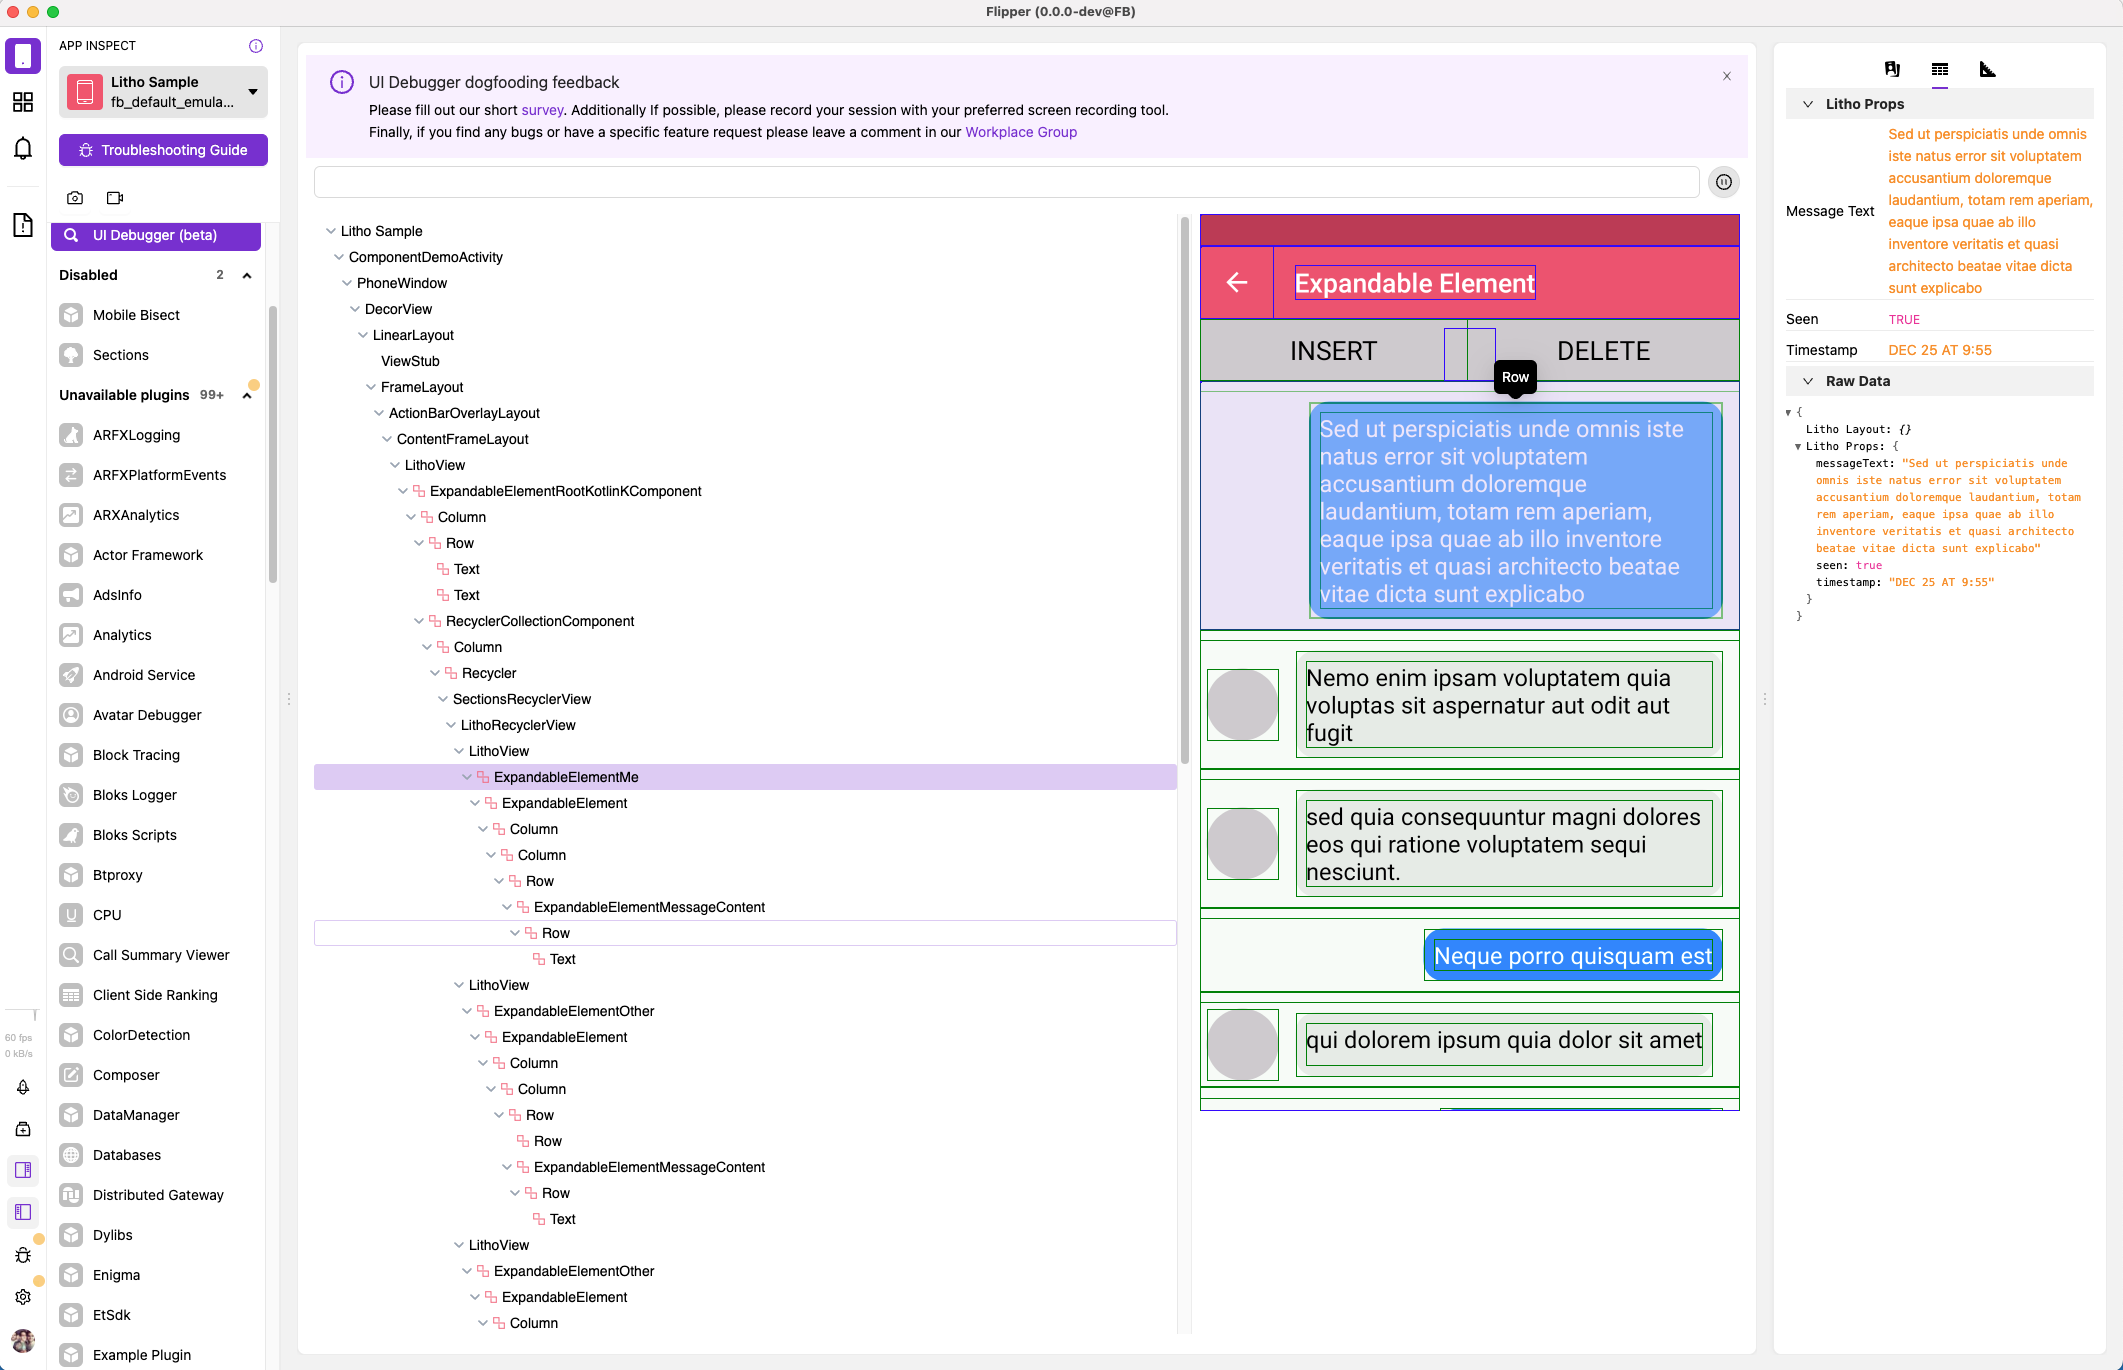 Flipper (0.0.0-dev@FB)
APP INSPECT
Litho Sample
fb_default_emula...
Troubleshooting Guide
UI Debugger (beta)
Disabled 2
Mobile Bisect
Sections
Unavailable plugins 99+
ARFXLogging
ARFXPlatformEvents
ARXAnalytics
Actor Framework
AdsInfo
Analytics
Android Service
Avatar Debugger
Block Tracing
Bloks Logger
Bloks Scripts
Btproxy
CPU
Call Summary Viewer
Client Side Ranking
ColorDetection
Composer
DataManager
Databases
Distributed Gateway
Dylibs
Enigma
EtSdk
Example Plugin
60 fps
0 kB/s
UI Debugger dogfooding feedback
Please fill out our short survey. Additionally If possible, please record your session with your preferred screen recording tool.
Finally, if you find any bugs or have a specific feature request please leave a comment in our Workplace Group
Litho Sample
ComponentDemoActivity
PhoneWindow
DecorView
LinearLayout
ViewStub
FrameLayout
ActionBarOverlayLayout
ContentFrameLayout
LithoView
ExpandableElementRootKotlinKComponent
Column
Row
Text
Text
RecyclerCollectionComponent
Column
Recycler
SectionsRecyclerView
LithoRecyclerView
LithoView
ExpandableElementMe
ExpandableElement
Column
Column
Row
ExpandableElementMessageContent
Row
Text
LithoView
ExpandableElementOther
ExpandableElement
Column
Column
Row
Row
ExpandableElementMessageContent
Row
Text
LithoView
ExpandableElementOther
ExpandableElement
Column
Expandable Element
INSERT DELETE
Row
Sed ut perspiciatis unde omnis iste
natus error sit voluptatem
accusantium doloremque
laudantium, totam rem aperiam,
eaque ipsa quae ab illo inventore
veritatis et quasi architecto beatae
vitae dicta sunt explicabo
Nemo enim ipsam voluptatem quia
voluptas sit aspernatur aut odit aut
fugit
sed quia consequuntur magni dolores
eos qui ratione voluptatem sequi
nesciunt.
Neque porro quisquam est
qui dolorem ipsum quia dolor sit amet
Litho Props
Message Text
Sed ut perspiciatis unde omnis
iste natus error sit voluptatem
accusantium doloremque
laudantium, totam rem aperiam,
eaque ipsa quae ab illo
inventore veritatis et quasi
architecto beatae vitae dicta
sunt explicabo
Seen TRUE
Timestamp DEC 25 AT 9:55
Raw Data
{
Litho Layout: {}
Litho Props: {
messageText: "Sed ut perspiciatis unde
omnis iste natus error sit voluptatem
accusantium doloremque laudantium, totam
rem aperiam, eaque ipsa quae ab illo
inventore veritatis et quasi architecto
beatae vitae dicta sunt explicabo"
seen: true
timestamp: "DEC 25 AT 9:55"
}
}